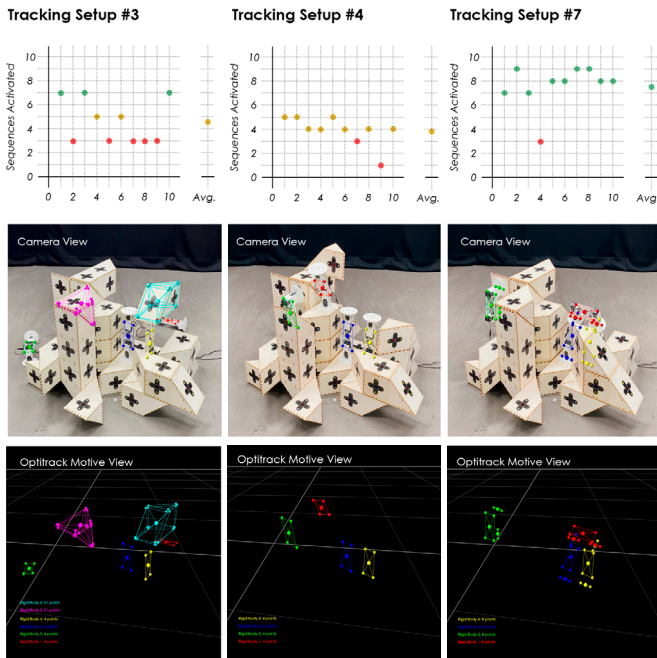 Tracking Setup #3
Tracking Setup #4
Tracking Setup #7
Sequences Activated
10
8
6
4
2
0
0 2 4 6 8 10 Avg.
Sequences Activated
10
8
6
4
2
0
0 2 4 6 8 10 Avg.
Sequences Activated
10
8
6
4
2
0
0 2 4 6 8 10 Avg.
Camera View
Camera View
Camera View
Optitrack Motive View
Optitrack Motive View
Optitrack Motive View